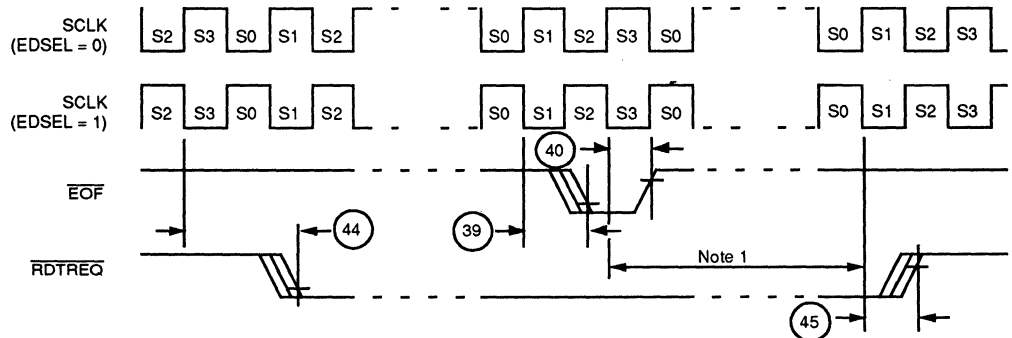 SCLK
(EDSEL = 0)
S2 S3 S0 S1 S2 S0 S1 S2 S3 S0 S0 S1 S2 S3
SCLK
(EDSEL = 1)
S2 S3 S0 S1 S2 S0 S1 S2 S3 S0 S0 S1 S2 S3
40
EOF
44
39
RDTREQ
Note 1
45